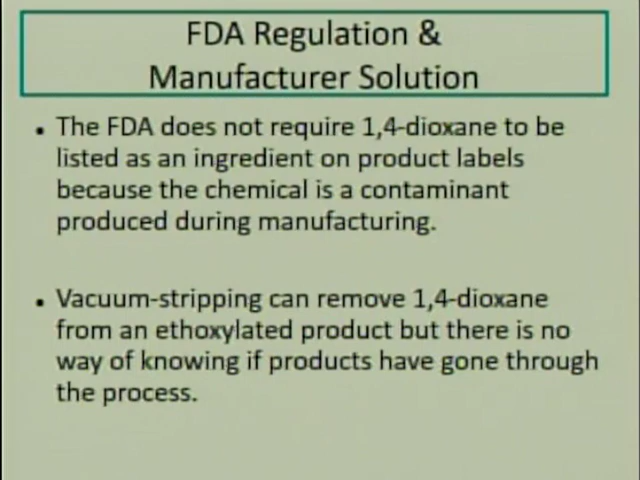 FDA Regulation &
Manufacturer Solution
• The FDA does not require 1,4-dioxane to be
listed as an ingredient on product labels
because the chemical is a contaminant
produced during manufacturing.
• Vacuum-stripping can remove 1,4-dioxane
from an ethoxylated product but there is no
way of knowing if products have gone through
the process.